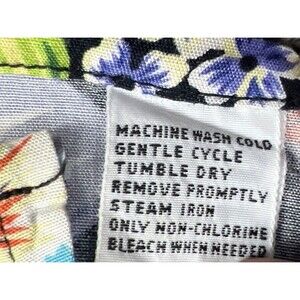 MACHINE WASH COLD
GENTLE CYCLE
TUMBLE DRY
REMOVE PROMPTLY
STEAM IRON
ONLY NON-CHLORINE
BLEACH WHEN NEEDED